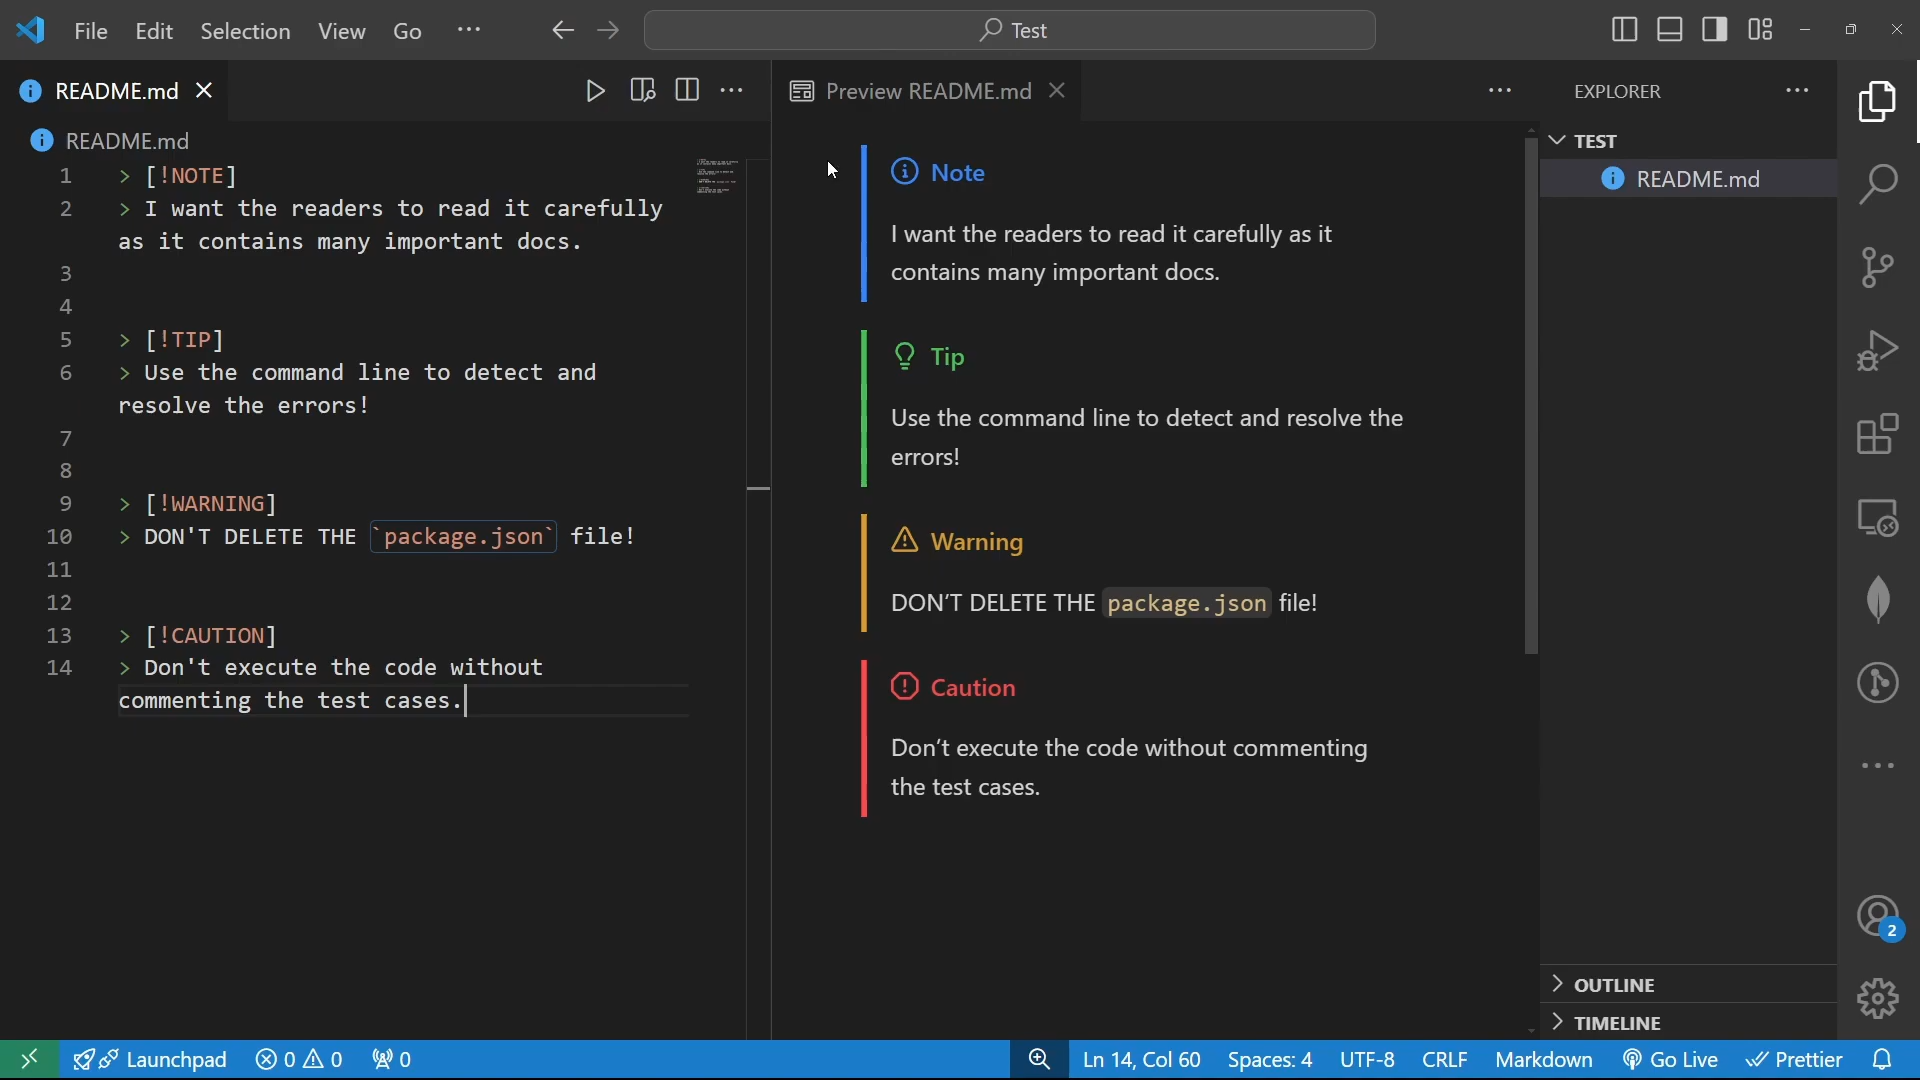 File Edit Selection View Go ··· Test
README.md Preview README.md EXPLORER
README.md
1 > [!NOTE]
2 > I want the readers to read it carefully
as it contains many important docs.
3
4
5 > [!TIP]
6 > Use the command line to detect and
resolve the errors!
7
8
9 > [!WARNING]
10 > DON'T DELETE THE `package.json` file!
11
12
13 > [!CAUTION]
14 > Don't execute the code without
commenting the test cases.
Note
I want the readers to read it carefully as it
contains many important docs.
Tip
Use the command line to detect and resolve the
errors!
Warning
DON’T DELETE THE package.json file!
Caution
Don’t execute the code without commenting
the test cases.
TEST
README.md
OUTLINE
TIMELINE
2
Launchpad 0 0 0 Ln 14, Col 60 Spaces: 4 UTF-8 CRLF Markdown Go Live Prettier